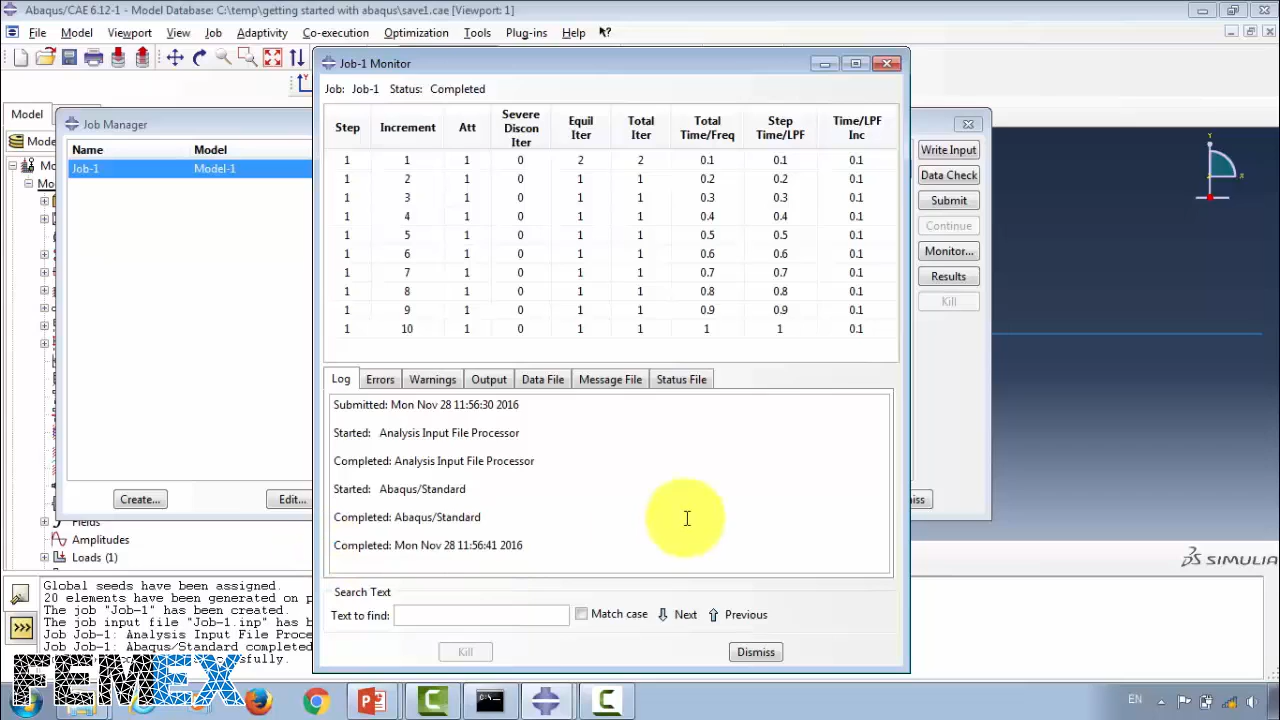 Abaqus/CAE 6.12-1 - Model Database: C:\temp\getting started with abaqus\save1.cae [Viewport: 1]
File Model Viewport View Job Adaptivity Co-execution Optimization Tools Plug-ins Help
Job-1 Monitor
Job: Job-1 Status: Completed
Step Increment Att Severe Discon Iter Equil Iter Total Iter Total Time/Freq Step Time/LPF Time/LPF Inc
1 1 1 0 2 2 0.1 0.1 0.1
1 2 1 0 1 1 0.2 0.2 0.1
1 3 1 0 1 1 0.3 0.3 0.1
1 4 1 0 1 1 0.4 0.4 0.1
1 5 1 0 1 1 0.5 0.5 0.1
1 6 1 0 1 1 0.6 0.6 0.1
1 7 1 0 1 1 0.7 0.7 0.1
1 8 1 0 1 1 0.8 0.8 0.1
1 9 1 0 1 1 0.9 0.9 0.1
1 10 1 0 1 1 1 1 0.1
Log Errors Warnings Output Data File Message File Status File
Submitted: Mon Nov 28 11:56:30 2016
Started: Analysis Input File Processor
Completed: Analysis Input File Processor
Started: Abaqus/Standard
Completed: Abaqus/Standard
Completed: Mon Nov 28 11:56:41 2016
Search Text
Text to find: Match case Next Previous
Kill Dismiss
Model
Job Manager
Name Model
Job-1 Model-1
Create... Edit...
Write Input
Data Check
Submit
Continue
Monitor...
Results
Kill
Y
X
Fields
Amplitudes
Loads (1)
SIMULIA
Global seeds have been assigned
20 elements have been generated on
The job "Job-1" has been created.
The job input file "Job-1.inp" has
Job Job-1: Analysis Input File
Job Job-1: Abaqus/Standard completed
FEMEX
EN